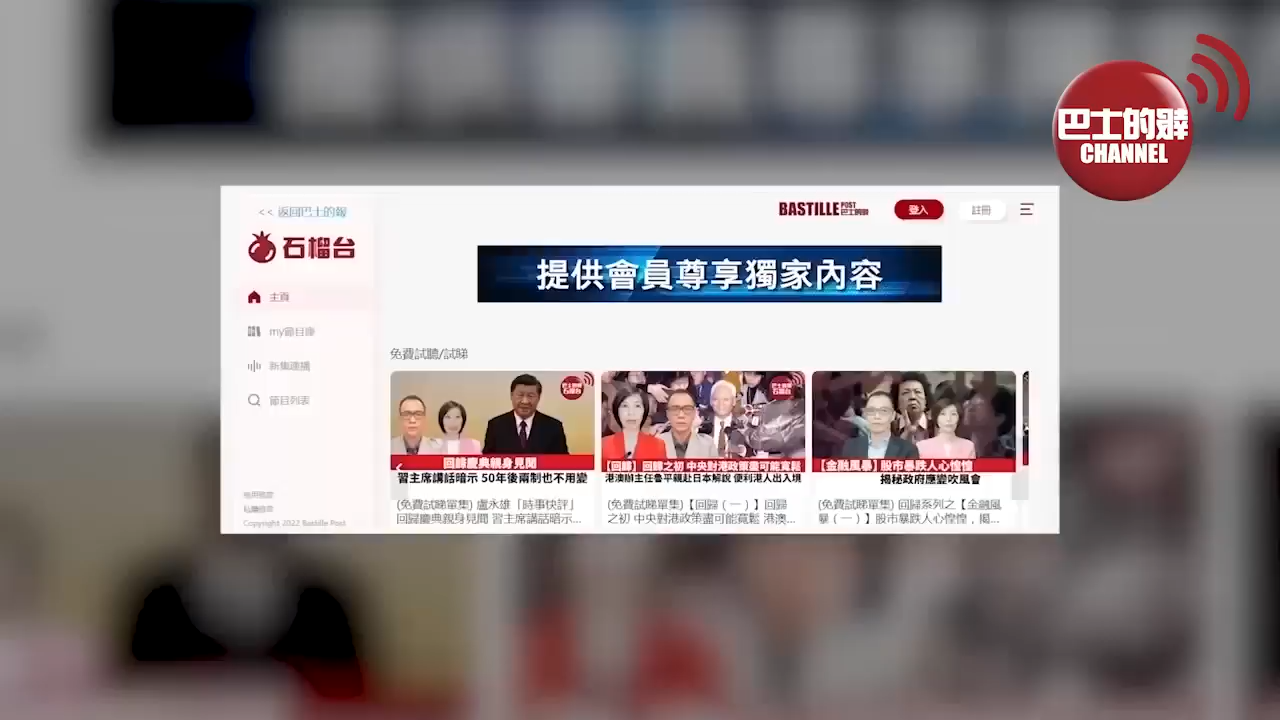 巴士的報
CHANNEL
<< 返回巴士的報
BASTILLE POST 巴士的報
登入
註冊
石榴台
提供會員尊享獨家內容
主頁
my節目庫
新集連播
節目列表
免費試聽/試睇
回歸慶典親身見聞
習主席講話暗示 50年後兩制也不用變
(免費試睇單集) 盧永雄「時事快評」
回歸慶典親身見聞 習主席講話暗示...
【回歸】回歸之初 中央對港政策盡可能寬鬆
港澳辦主任魯平親赴日本解說 便利港人出入境
(免費試睇單集)【回歸（一）】回歸
之初 中央對港政策盡可能寬鬆 港澳...
【金融風暴】股市暴跌人心惶惶
揭秘政府應變吹風會
(免費試睇單集) 回歸系列之【金融風
暴（一）】股市暴跌人心惶惶，揭...
私隱政策
Copyright 2022 Bastille Post